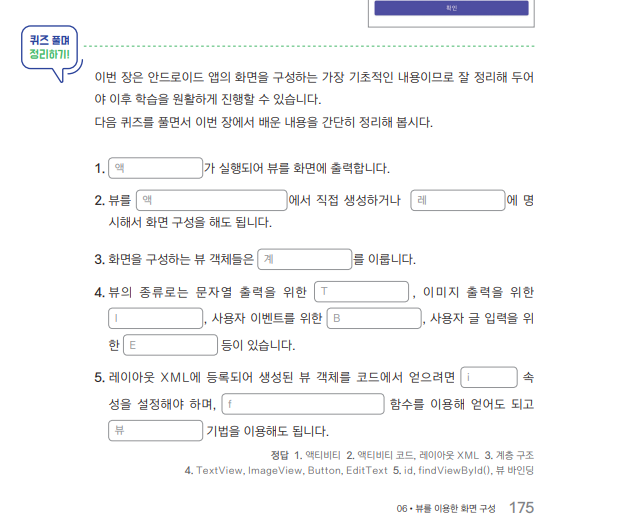 확인
퀴즈 풀며
정리하기!
이번 장은 안드로이드 앱의 화면을 구성하는 가장 기초적인 내용이므로 잘 정리해 두어
야 이후 학습을 원활하게 진행할 수 있습니다.
다음 퀴즈를 풀면서 이번 장에서 배운 내용을 간단히 정리해 봅시다.
1. 액 가 실행되어 뷰를 화면에 출력합니다.
2. 뷰를 액 에서 직접 생성하거나 레 에 명
시해서 화면 구성을 해도 됩니다.
3. 화면을 구성하는 뷰 객체들은 계 를 이룹니다.
4. 뷰의 종류로는 문자열 출력을 위한 T , 이미지 출력을 위한
I , 사용자 이벤트를 위한 B , 사용자 글 입력을 위
한 E 등이 있습니다.
5. 레이아웃 XML에 등록되어 생성된 뷰 객체를 코드에서 얻으려면 i 속
성을 설정해야 하며, f 함수를 이용해 얻어도 되고
뷰 기법을 이용해도 됩니다.
정답 1. 액티비티 2. 액티비티 코드, 레이아웃 XML 3. 계층 구조
4. TextView, ImageView, Button, EditText 5. id, findViewById(), 뷰 바인딩
06 • 뷰를 이용한 화면 구성 175